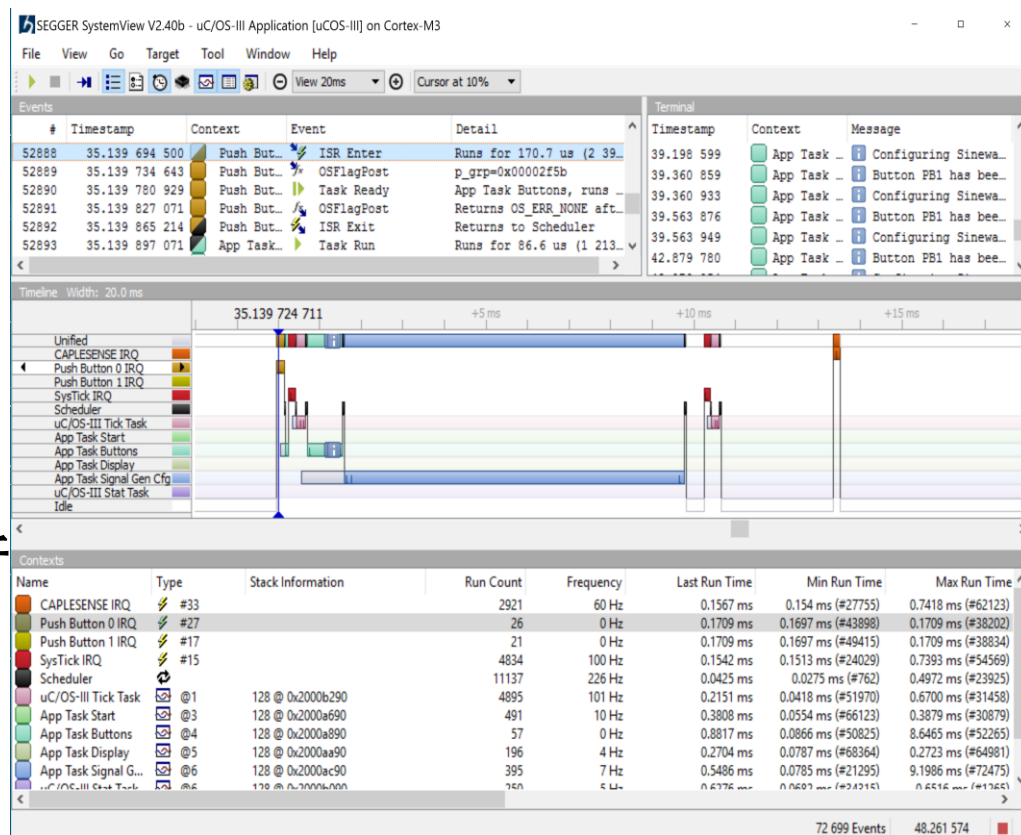 SEGGER SystemView V2.40b - uC/OS-III Application [uCOS-III] on Cortex-M3
File View Go Target Tool Window Help
View 20ms Cursor at 10%
Events
# Timestamp Context Event Detail
52888 35.139 694 500 Push But... ISR Enter Runs for 170.7 us (2 39...
52889 35.139 734 643 Push But... OSFlagPost p_grp=0x00002f5b
52890 35.139 780 929 Push But... Task Ready App Task Buttons, runs ...
52891 35.139 827 071 Push But... OSFlagPost Returns OS_ERR_NONE aft...
52892 35.139 865 214 Push But... ISR Exit Returns to Scheduler
52893 35.139 897 071 App Task... Task Run Runs for 86.6 us (1 213...
Terminal
Timestamp Context Message
39.198 599 App Task ... Configuring Sinewa...
39.360 859 App Task ... Button PB1 has bee...
39.360 933 App Task ... Configuring Sinewa...
39.563 876 App Task ... Button PB1 has bee...
39.563 949 App Task ... Configuring Sinewa...
42.879 780 App Task ... Button PB1 has bee...
Timeline Width: 20.0 ms
35.139 724 711 +5 ms +10 ms +15 ms
Unified
CAPLESENSE IRQ
Push Button 0 IRQ
Push Button 1 IRQ
SysTick IRQ
Scheduler
uC/OS-III Tick Task
App Task Start
App Task Buttons
App Task Display
App Task Signal Gen Cfg
uC/OS-III Stat Task
Idle
Contexts
Name Type Stack Information Run Count Frequency Last Run Time Min Run Time Max Run Time
CAPLESENSE IRQ #33 2921 60 Hz 0.1567 ms 0.154 ms (#27755) 0.7418 ms (#62123)
Push Button 0 IRQ #27 26 0 Hz 0.1709 ms 0.1697 ms (#43898) 0.1709 ms (#38202)
Push Button 1 IRQ #17 21 0 Hz 0.1709 ms 0.1697 ms (#49415) 0.1709 ms (#38834)
SysTick IRQ #15 4834 100 Hz 0.1542 ms 0.1513 ms (#24029) 0.7393 ms (#54569)
Scheduler 11137 226 Hz 0.0425 ms 0.0275 ms (#762) 0.4972 ms (#23925)
uC/OS-III Tick Task @1 128 @ 0x2000b290 4895 101 Hz 0.2151 ms 0.0418 ms (#51970) 0.6700 ms (#31458)
App Task Start @3 128 @ 0x2000a690 491 10 Hz 0.3808 ms 0.0554 ms (#66123) 0.3879 ms (#30879)
App Task Buttons @4 128 @ 0x2000a890 57 0 Hz 0.8817 ms 0.0866 ms (#50825) 8.6465 ms (#52265)
App Task Display @5 128 @ 0x2000aa90 196 4 Hz 0.2704 ms 0.0787 ms (#68364) 0.2723 ms (#64981)
App Task Signal G... @6 128 @ 0x2000ac90 395 7 Hz 0.5486 ms 0.0785 ms (#21295) 9.1986 ms (#72475)
uC/OS-III Stat Task @6 128 @ 0x2000b090 250 5 Hz 0.6276 ms 0.0682 ms (#24315) 0.6516 ms (#1265)
72 699 Events 48.261 574